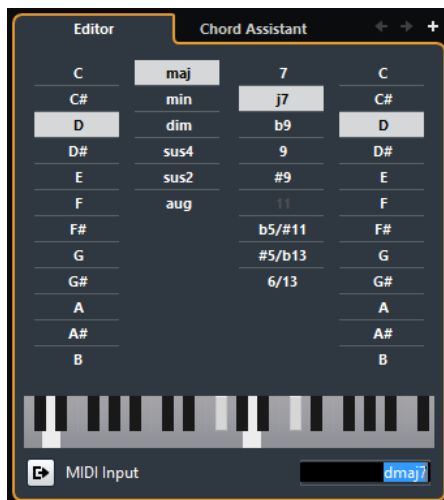 Editor Chord Assistant
C maj 7 C
C# min j7 C#
D dim b9 D
D# sus4 9 D#
E sus2 #9 E
F aug 11 F
F# b5/#11 F#
G #5/b13 G
G# 6/13 G#
A A
A# A#
B B
MIDI Input dmaj7